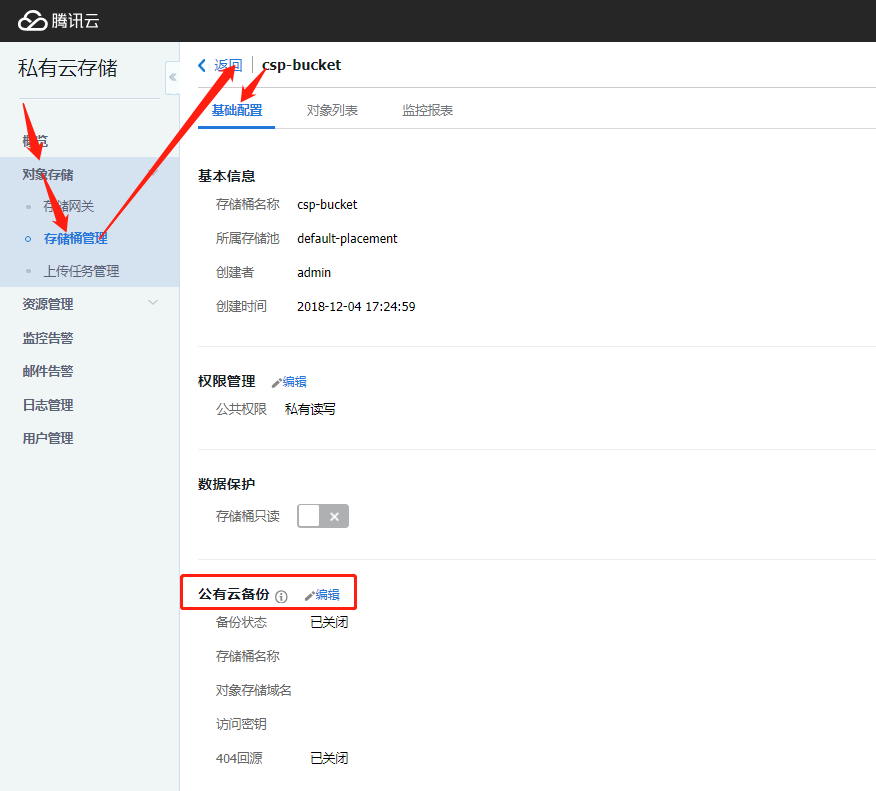 腾讯云
私有云存储
概览
对象存储
存储网关
存储桶管理
上传任务管理
资源管理
监控告警
邮件告警
日志管理
用户管理
返回 csp-bucket
基础配置 对象列表 监控报表
基本信息
存储桶名称 csp-bucket
所属存储池 default-placement
创建者 admin
创建时间 2018-12-04 17:24:59
权限管理 编辑
公共权限 私有读写
数据保护
存储桶只读
公有云备份 编辑
备份状态 已关闭
存储桶名称
对象存储域名
访问密钥
404回源 已关闭